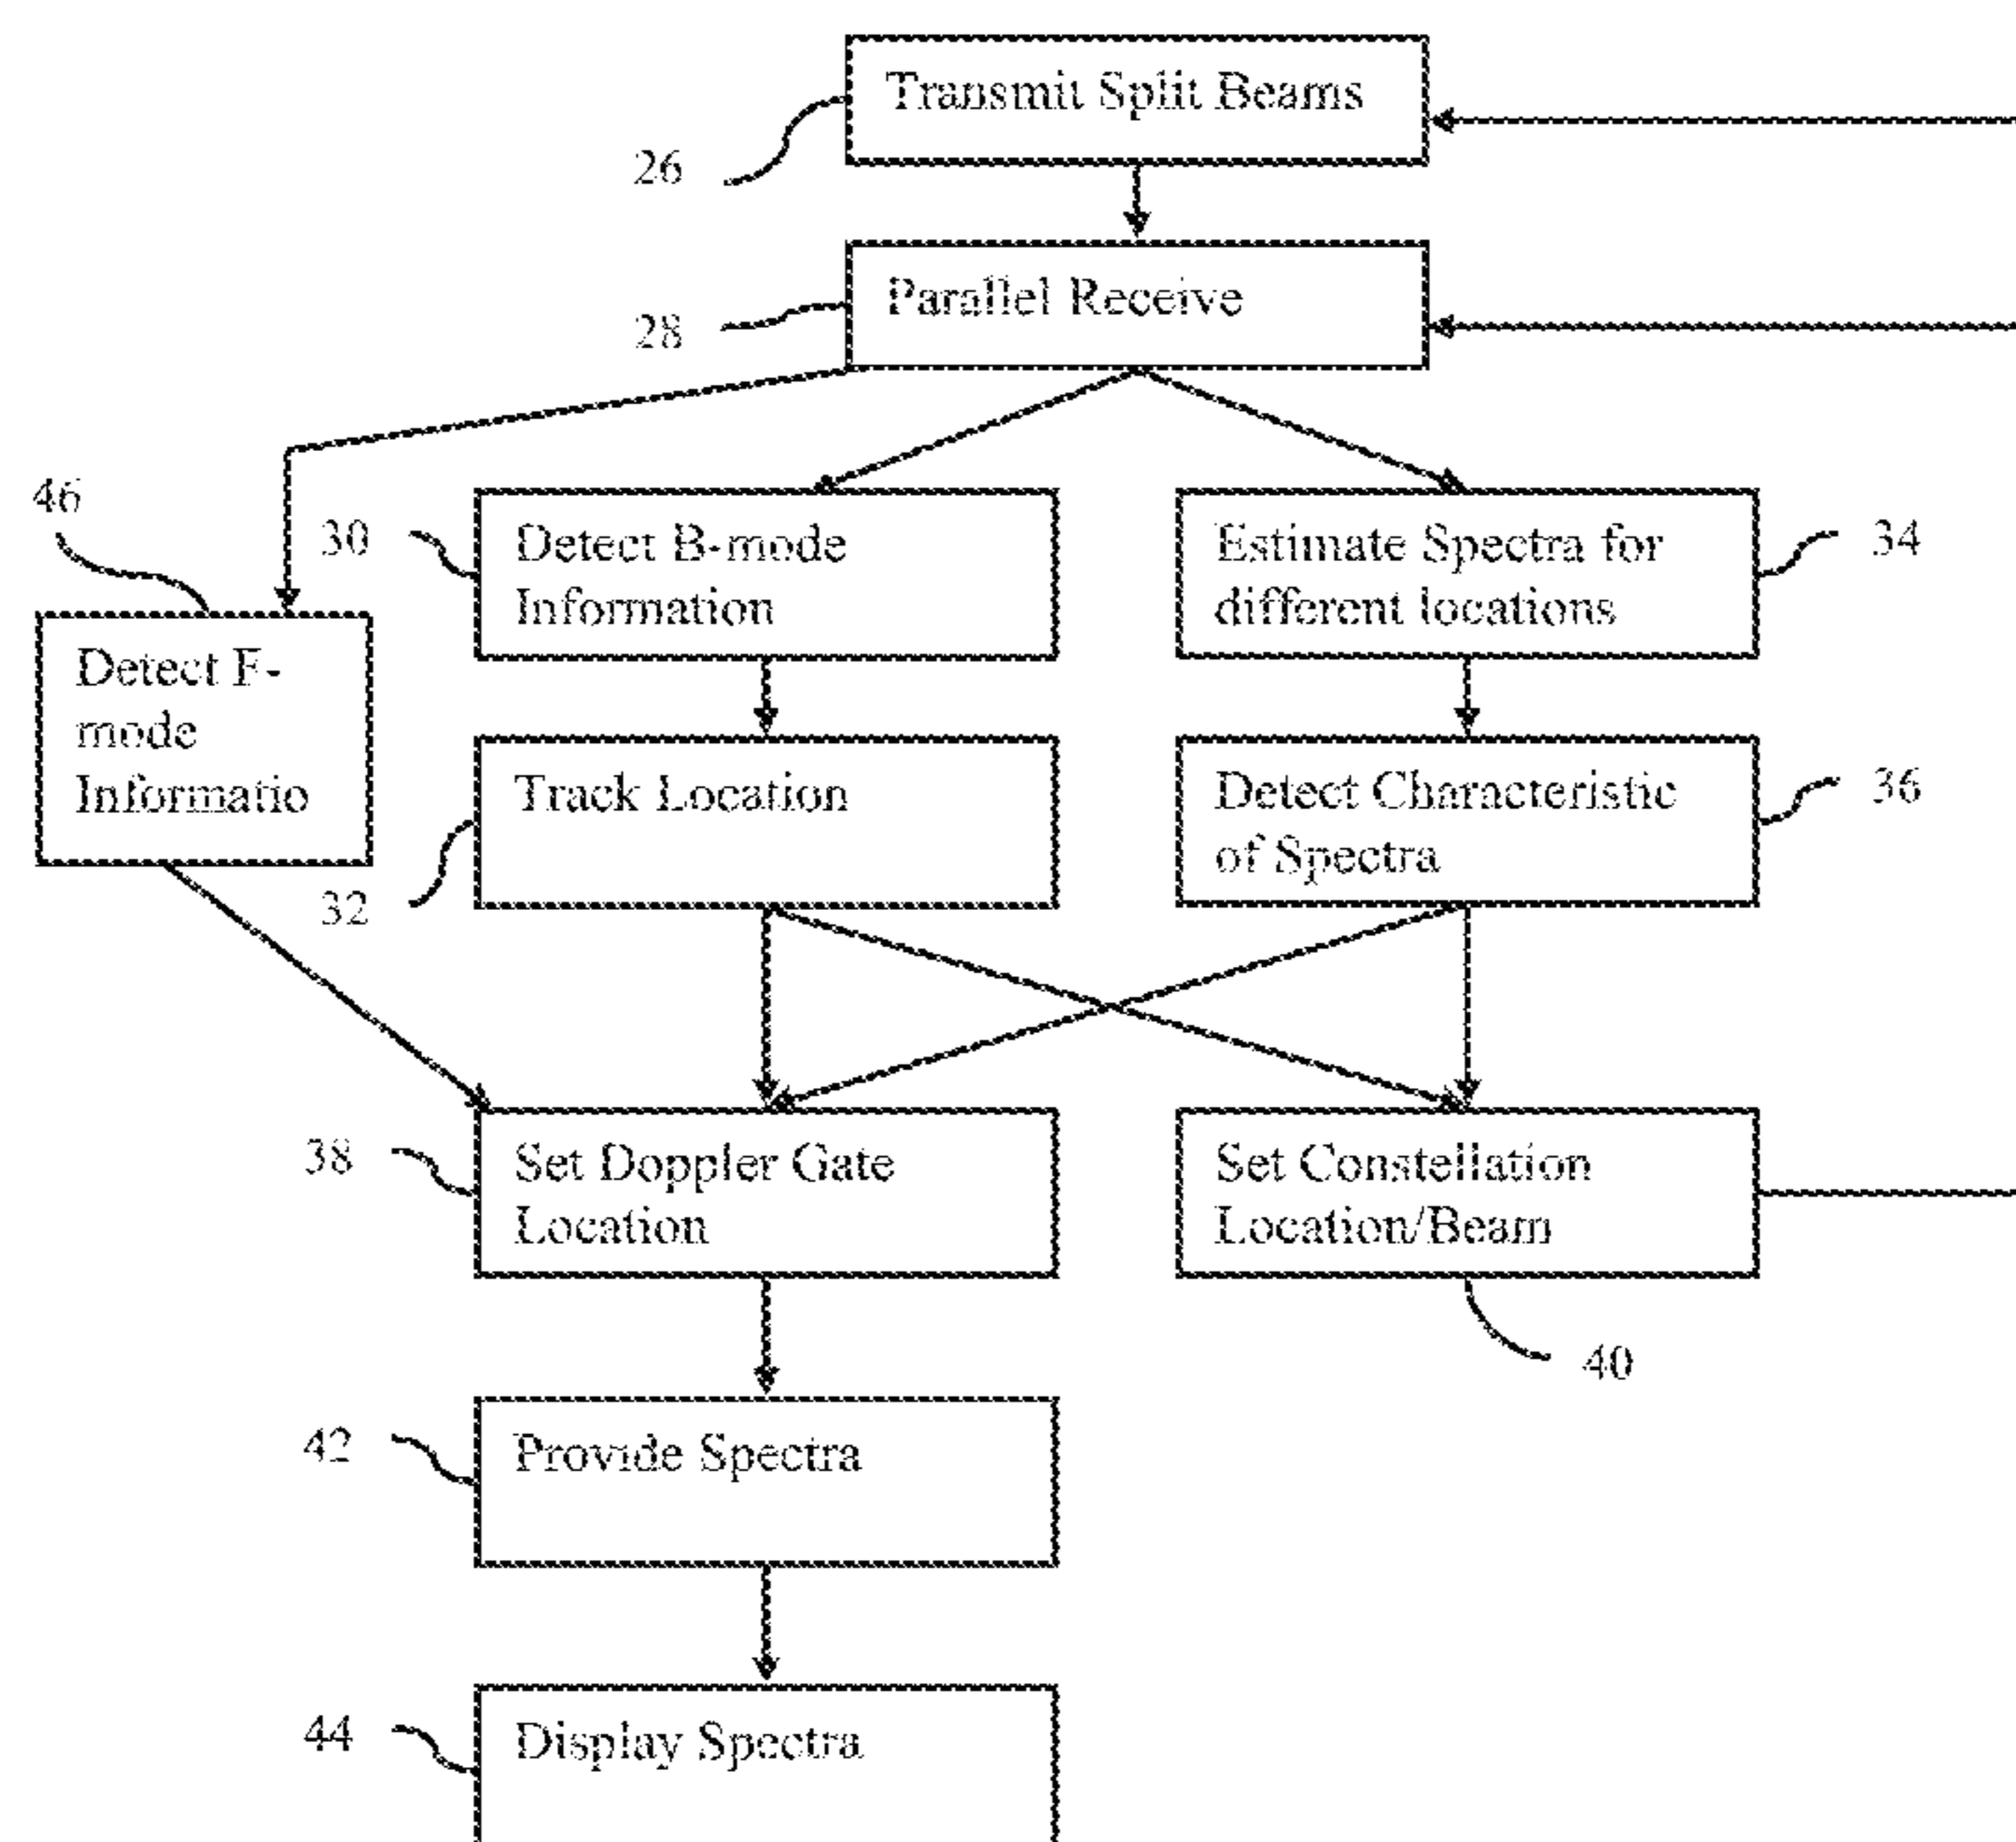 Transmit Split Beams
26
Parallel Receive
28
46
30
Detect B-mode
Information
Estimate Spectra for
different locations
34
Detect F-
mode
Informatio
Track Location
32
Detect Characteristic
of Spectra
36
38
Set Doppler Gate
Location
Set Constellation
Location/Beam
40
42
Provide Spectra
44
Display Spectra